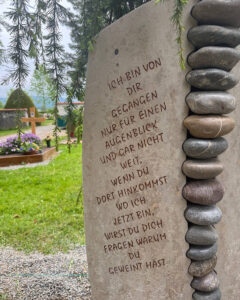 ICH BIN VON
DIR
GEGANGEN
NUR FÜR EINEN
AUGENBLICK
UND GAR NICHT
WEIT.
WENN DU
DORT HINKOMMST
WO ICH
JETZT BIN,
WIRST DU DICH
FRAGEN WARUM
DU
GEWEINT HAST